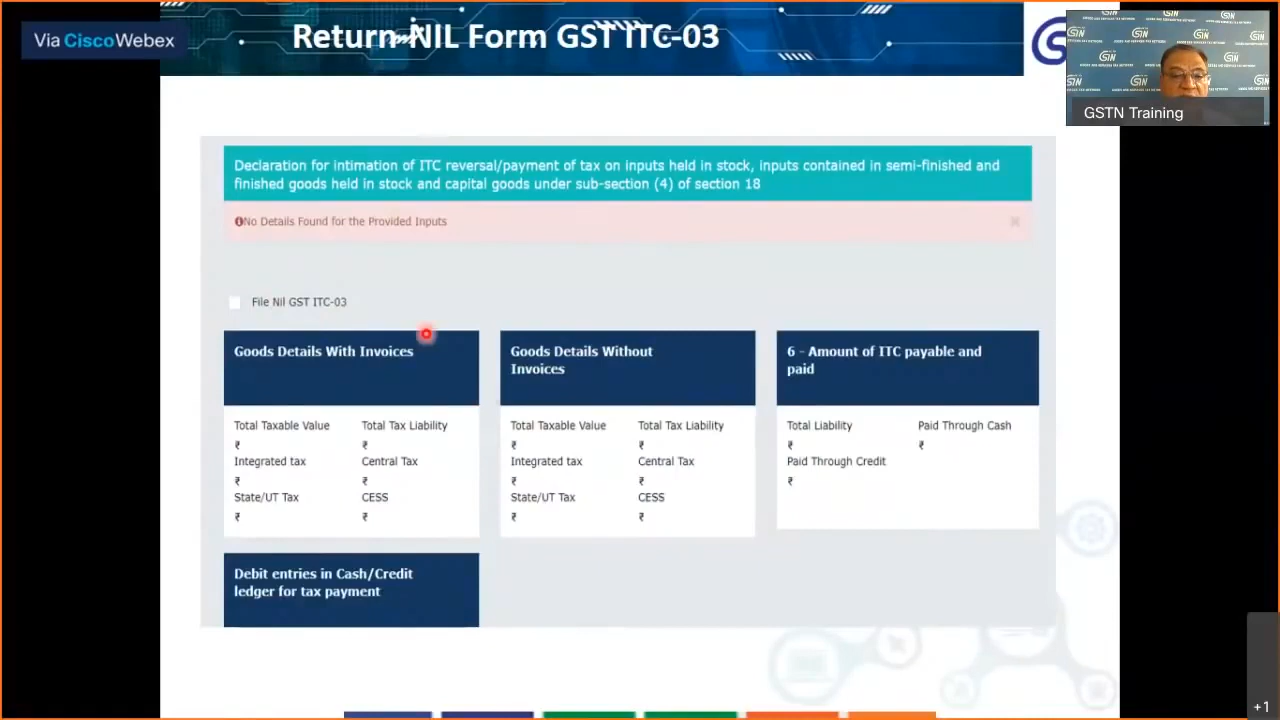 Via CiscoWebex
Return NIL Form GST ITC-03
GSTN Training
Declaration for intimation of ITC reversal/payment of tax on inputs held in stock, inputs contained in semi-finished and
finished goods held in stock and capital goods under sub-section (4) of section 18
No Details Found for the Provided Inputs
File Nil GST ITC-03
Goods Details With Invoices
Total Taxable Value Total Tax Liability
₹ ₹
Integrated tax Central Tax
₹ ₹
State/UT Tax CESS
₹ ₹
Goods Details Without
Invoices
Total Taxable Value Total Tax Liability
₹ ₹
Integrated tax Central Tax
₹ ₹
State/UT Tax CESS
₹ ₹
6 - Amount of ITC payable and
paid
Total Liability Paid Through Cash
₹ ₹
Paid Through Credit
₹
Debit entries in Cash/Credit
ledger for tax payment
+1